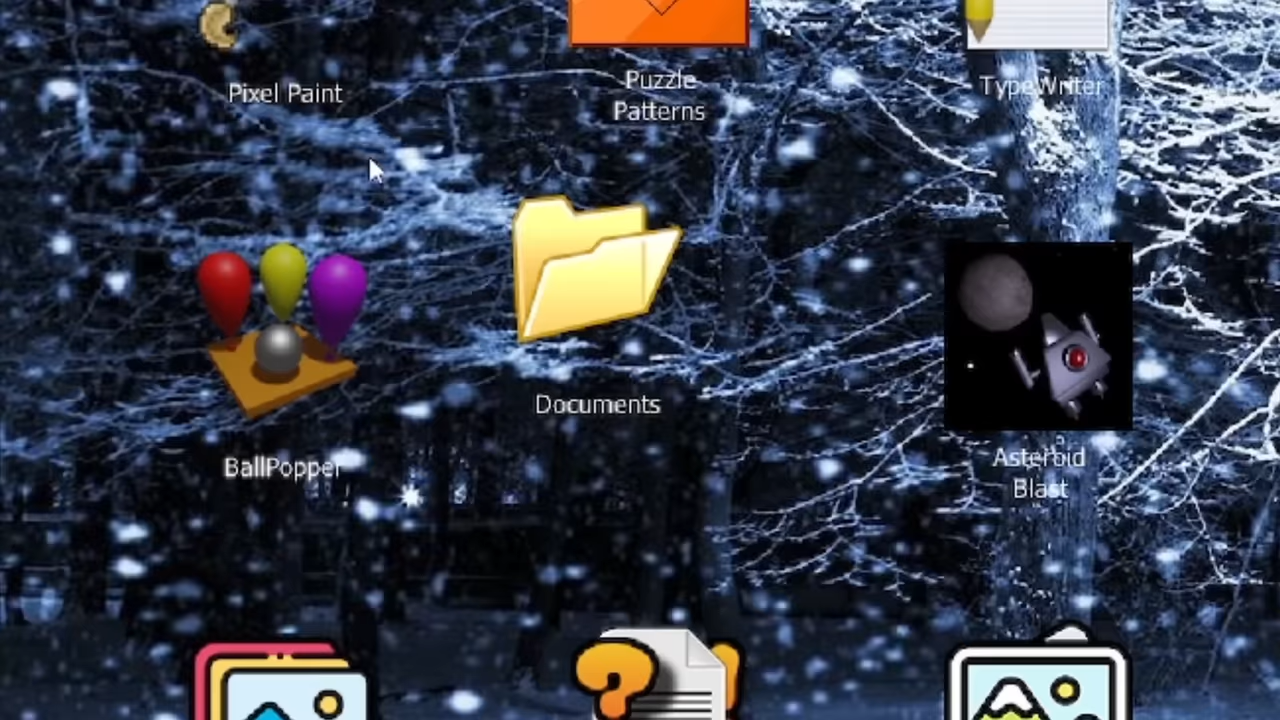 Pixel Paint
Puzzle
Patterns
TypeWriter
Documents
BallPopper
Asteroid
Blast